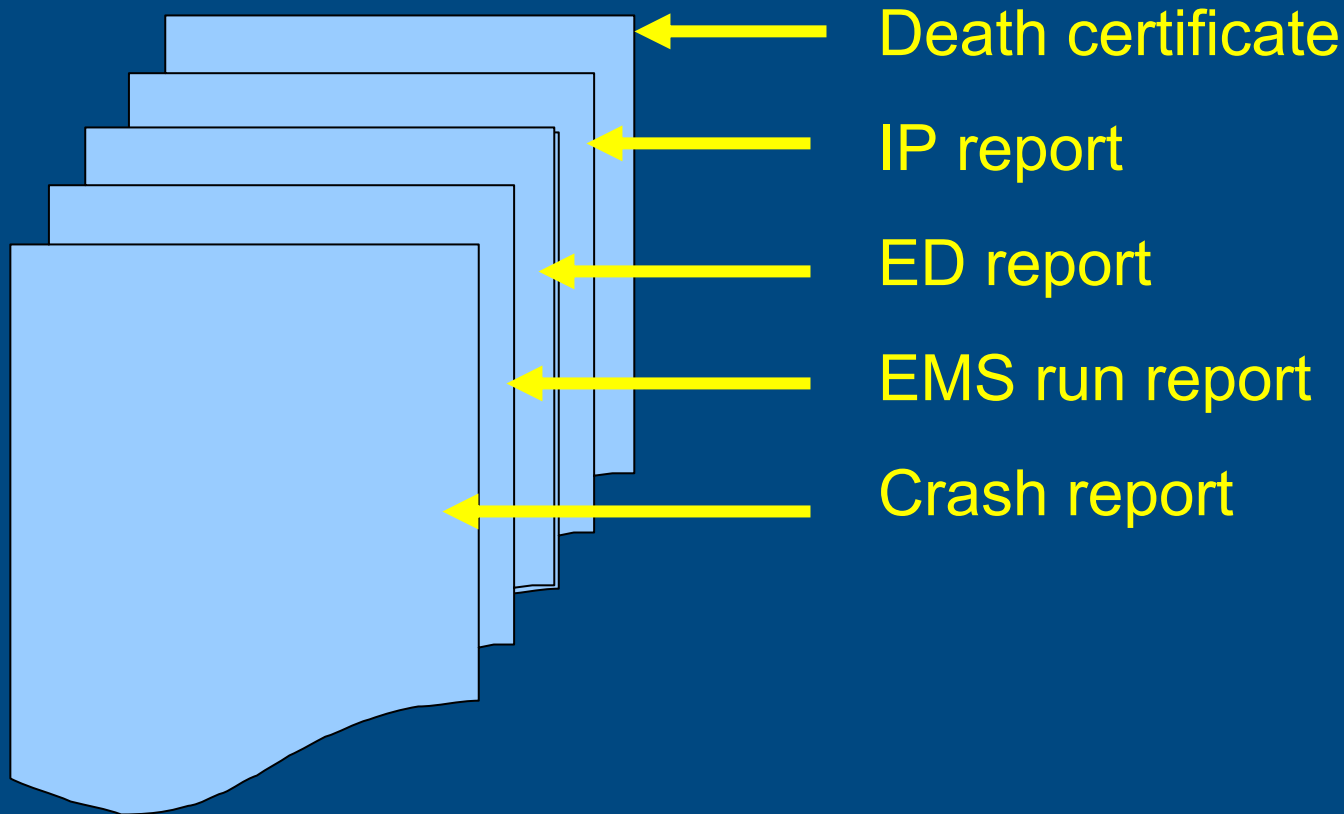 Death certificate
IP report
ED report
EMS run report
Crash report